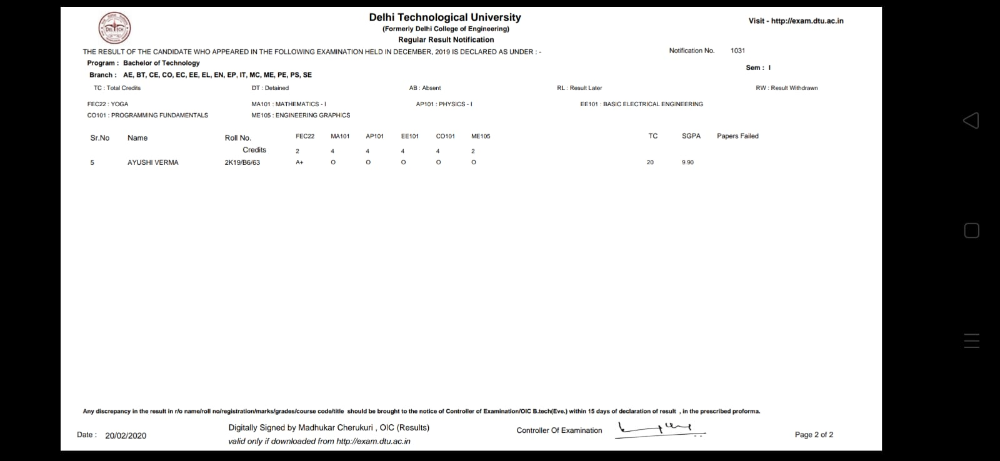 Delhi Technological University
(Formerly Delhi College of Engineering)
Visit - http://exam.dtu.ac.in
Regular Result Notification
THE RESULT OF THE CANDIDATE WHO APPEARED IN THE FOLLOWING EXAMINATION HELD IN DECEMBER, 2019 IS DECLARED AS UNDER : - Notification No. 1031
Program : Bachelor of Technology
Sem : I
Branch : AE, BT, CE, CO, EC, EE, EL, EN, EP, IT, MC, ME, PE, PS, SE
TC : Total Credits DT : Detained AB : Absent RL : Result Later RW : Result Withdrawn
FEC22 : YOGA MA101 : MATHEMATICS - I AP101 : PHYSICS - I EE101 : BASIC ELECTRICAL ENGINEERING
CO101 : PROGRAMMING FUNDAMENTALS ME105 : ENGINEERING GRAPHICS
Sr.No Name Roll No. FEC22 MA101 AP101 EE101 CO101 ME105 TC SGPA Papers Failed
Credits 2 4 4 4 4 2
5 AYUSHI VERMA 2K19/B6/63 A+ O O O O O 20 9.90
Any discrepancy in the result in r/o name/roll no/registration/marks/grades/course code/title should be brought to the notice of Controller of Examination/OIC B.tech(Eve.) within 15 days of declaration of result , in the prescribed proforma.
Date : 20/02/2020
Digitally Signed by Madhukar Cherukuri , OIC (Results)
valid only if downloaded from http://exam.dtu.ac.in
Controller Of Examination
Page 2 of 2